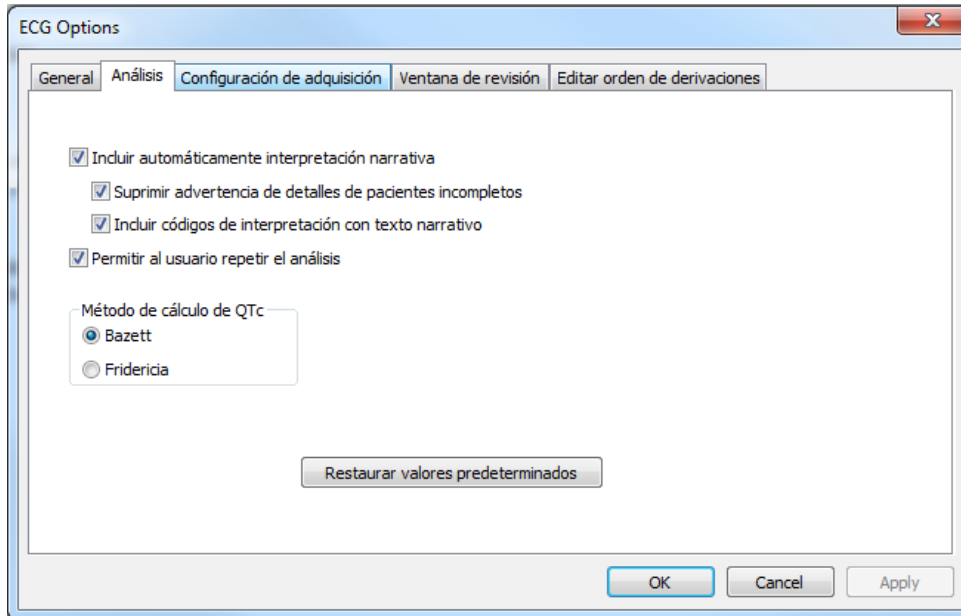 ECG Options
General Análisis Configuración de adquisición Ventana de revisión Editar orden de derivaciones
Incluir automáticamente interpretación narrativa
Suprimir advertencia de detalles de pacientes incompletos
Incluir códigos de interpretación con texto narrativo
Permitir al usuario repetir el análisis
Método de cálculo de QTc
Bazett
Fridericia
Restaurar valores predeterminados
OK Cancel Apply